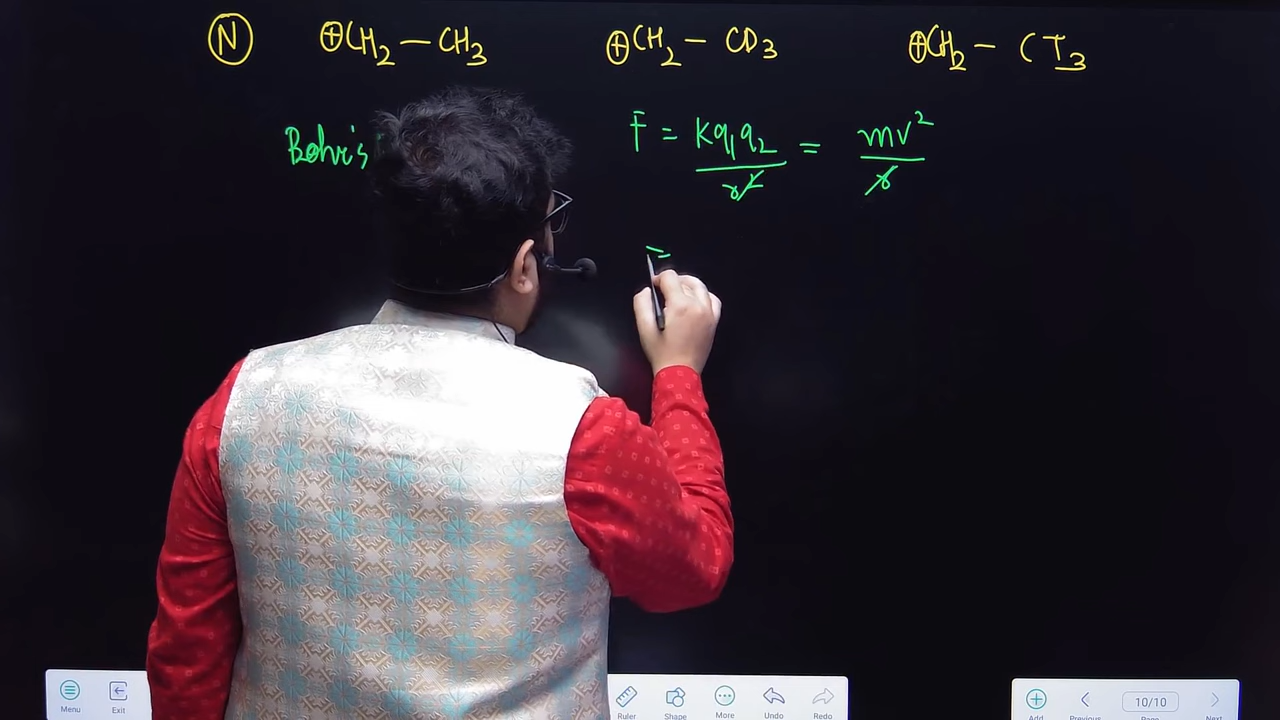 N ⊕CH₂ — CH₃ ⊕CH₂ — CD₃ ⊕CH₂ — CT₃
Bohr's F = Kq₁q₂/r² = mv²/r
=
Menu Exit Ruler Shape More Undo Redo Add Previous 10/10 Page Next